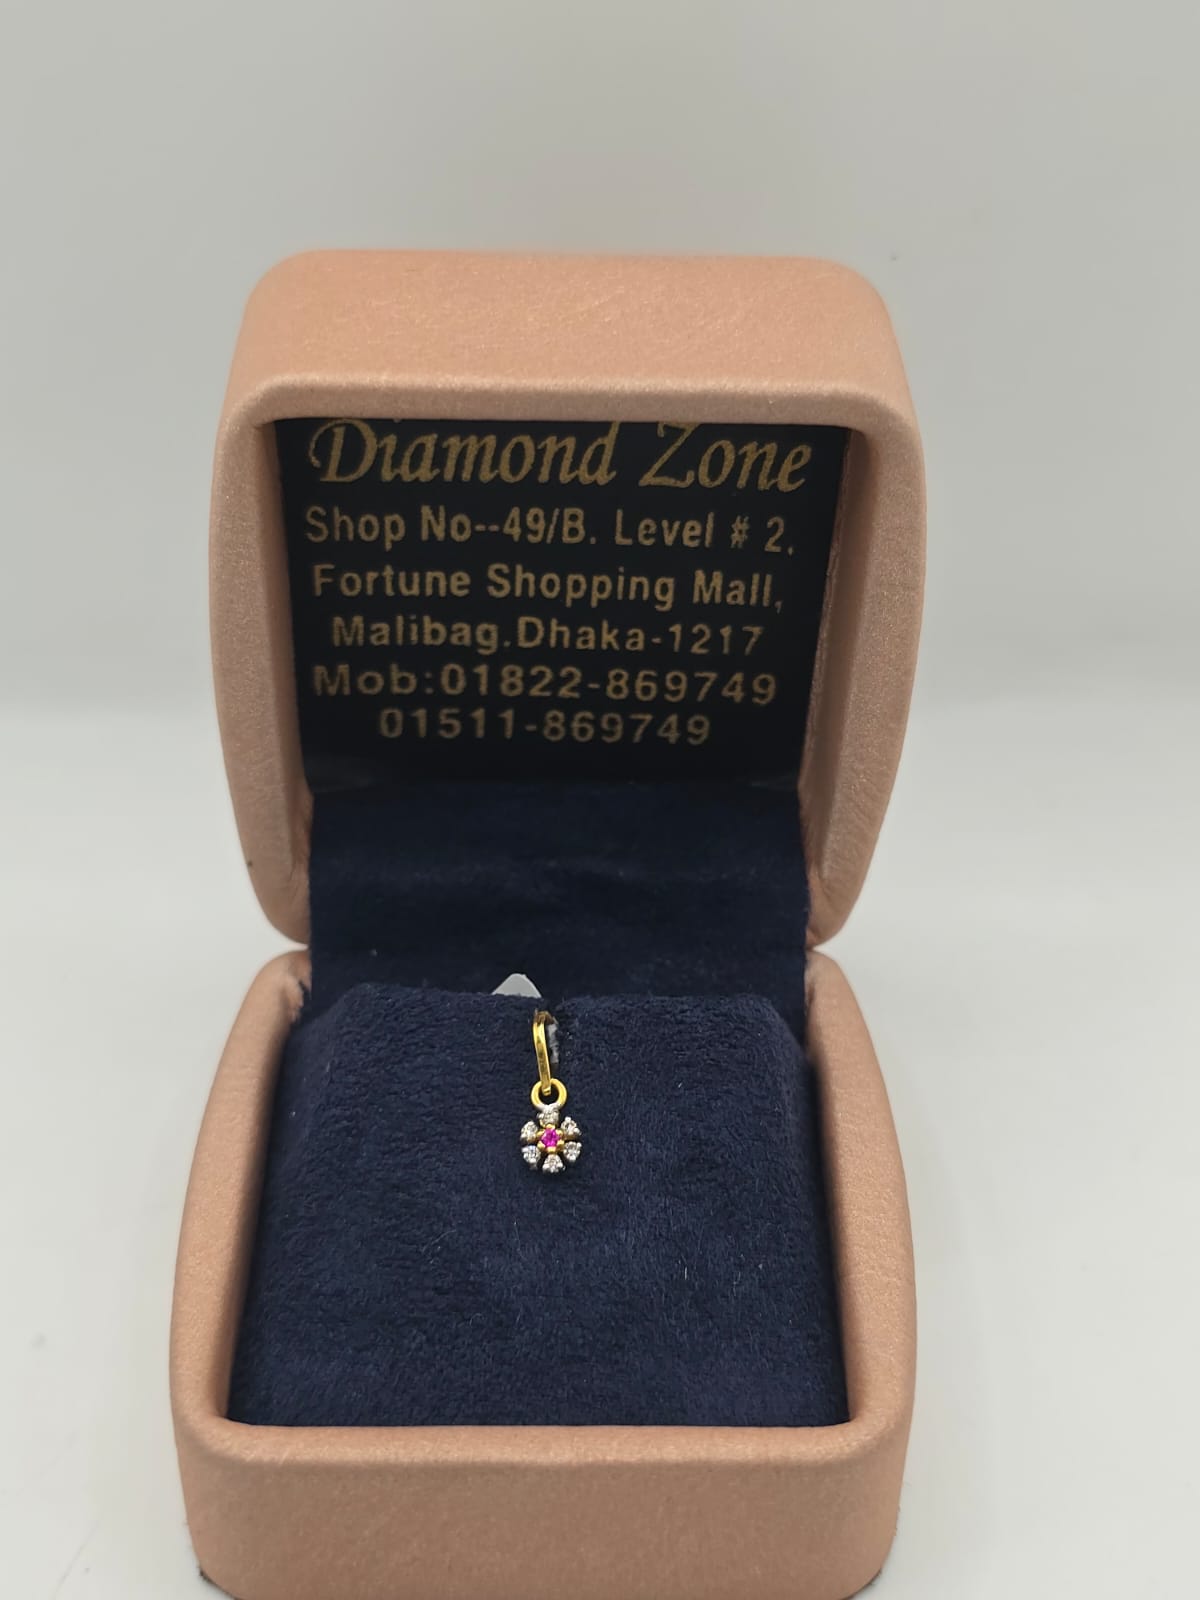 Diamond Zone
Shop No--49/B. Level # 2,
Fortune Shopping Mall,
Malibag.Dhaka-1217
Mob:01822-869749
01511-869749